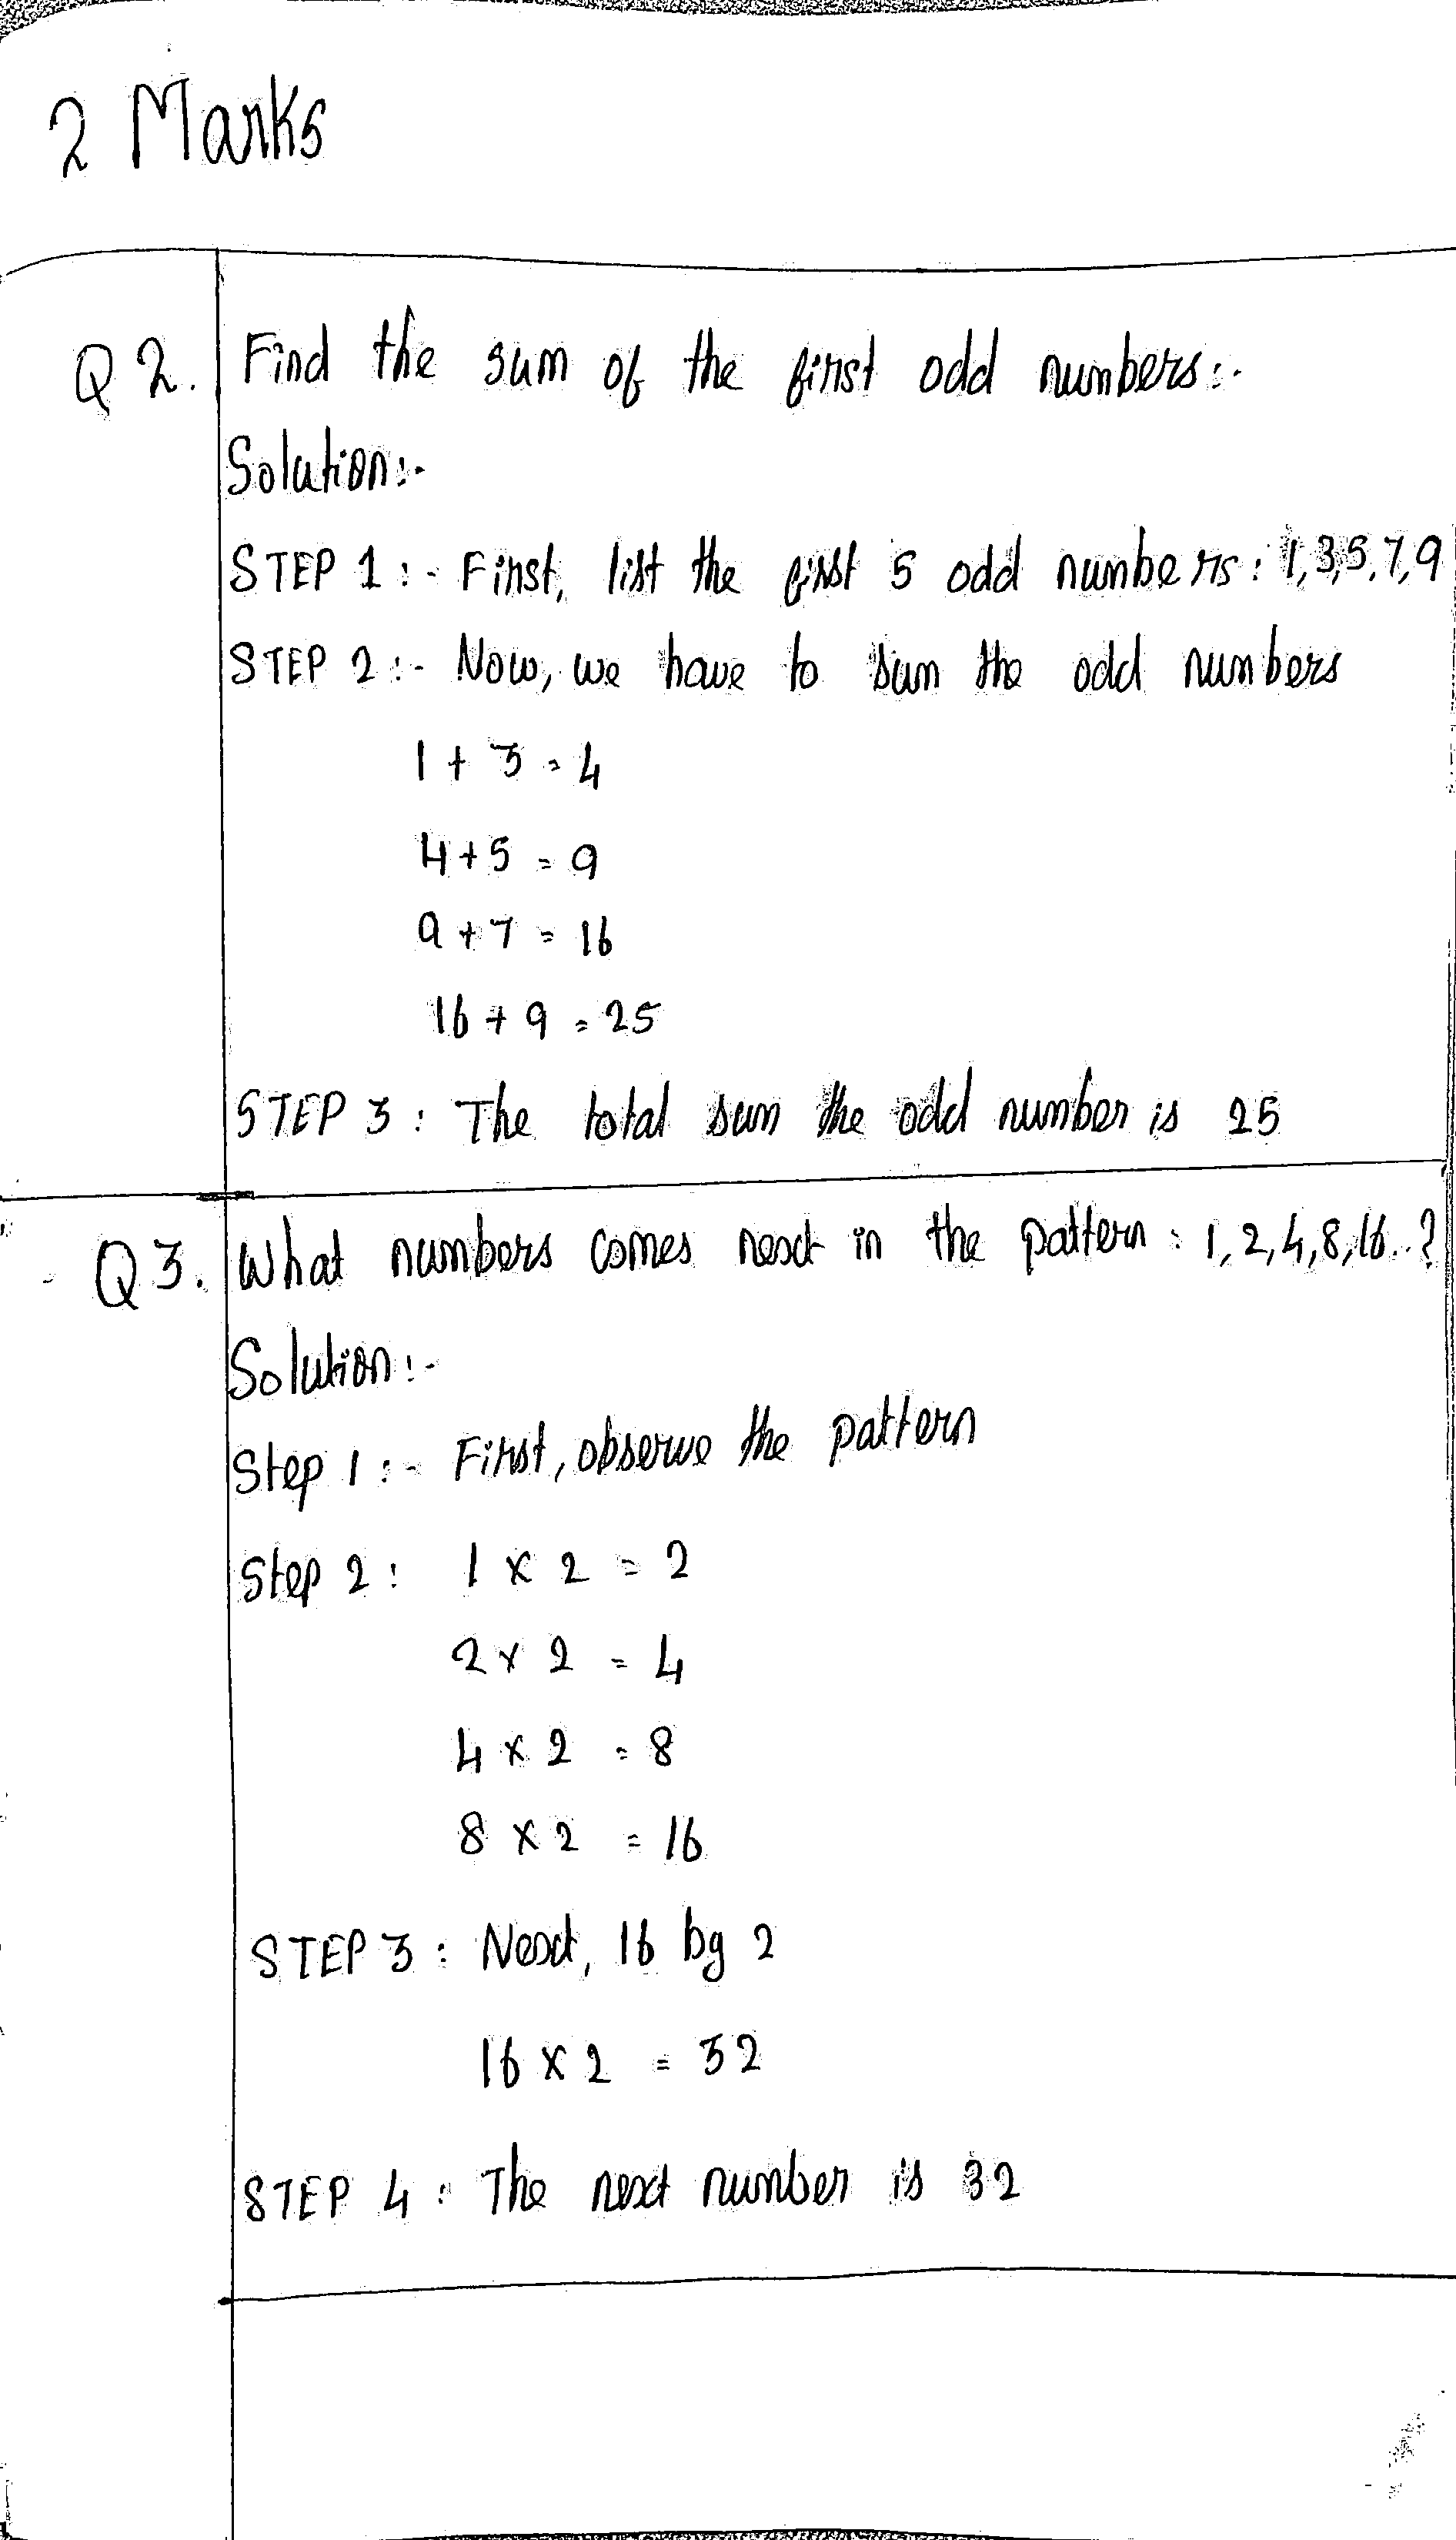 2 Marks
Q 2. Find the sum of the first odd numbers:-
Solution:-
STEP 1 :- First, list the first 5 odd numbers : 1,3,5,7,9
STEP 2 :- Now, we have to sum the odd numbers
1 + 3 = 4
4 + 5 = 9
9 + 7 = 16
16 + 9 = 25
STEP 3 : The total sum the odd number is 25
Q 3. What numbers comes next in the pattern : 1, 2, 4, 8, 16..?
Solution :-
Step 1 :- First, observe the pattern
Step 2 : 1 x 2 = 2
2 x 2 = 4
4 x 2 = 8
8 x 2 = 16
STEP 3 : Next, 16 by 2
16 x 2 = 32
STEP 4 : The next number is 32